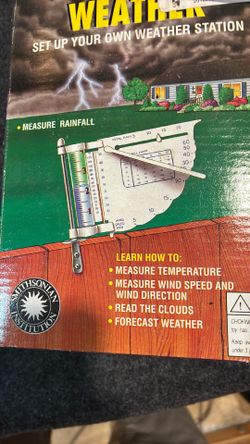 WEATHER
SET UP YOUR OWN WEATHER STATION
• MEASURE RAINFALL
LEARN HOW TO:
• MEASURE TEMPERATURE
• MEASURE WIND SPEED AND
WIND DIRECTION
• READ THE CLOUDS
• FORECAST WEATHER
SMITHSONIAN
INSTITUTION